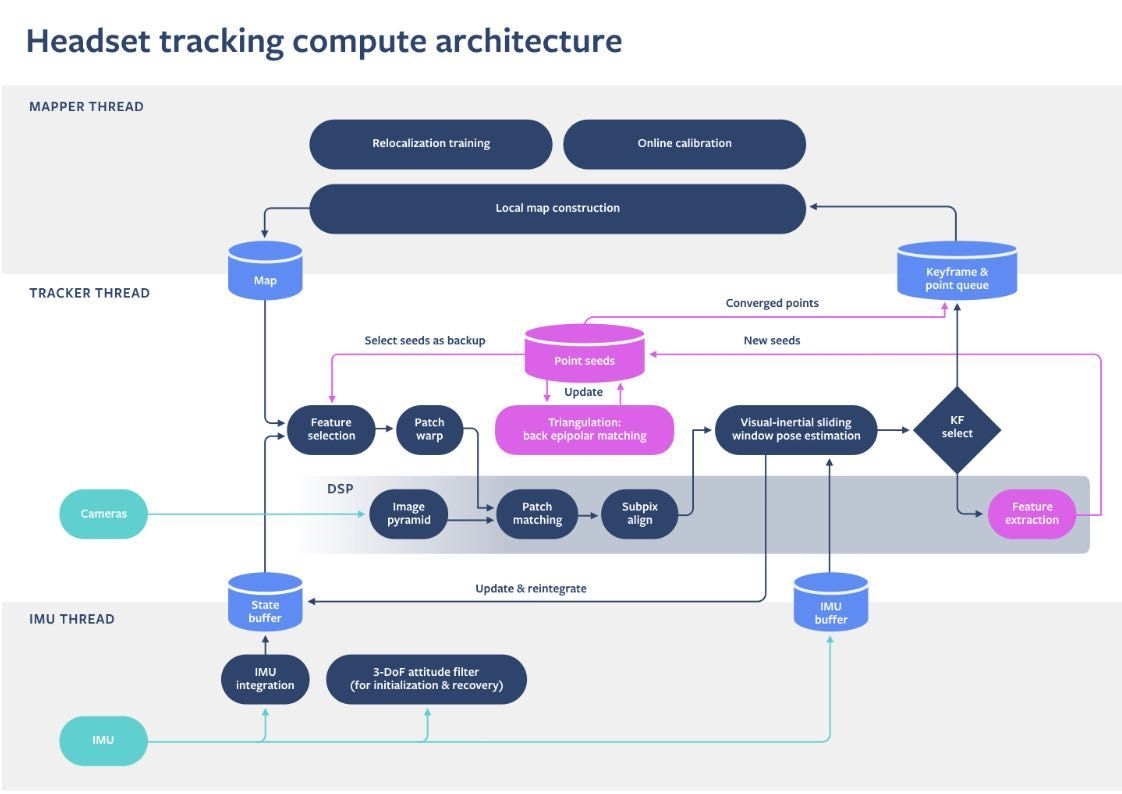 Headset tracking compute architecture
MAPPER THREAD
Relocalization training
Online calibration
Local map construction
Map
Keyframe &
point queue
TRACKER THREAD
Converged points
Select seeds as backup
Point seeds
New seeds
Update
Feature
selection
Patch
warp
Triangulation:
back epipolar matching
Visual-inertial sliding
window pose estimation
KF
select
DSP
Cameras
Image
pyramid
Patch
matching
Subpix
align
Feature
extraction
Update & reintegrate
State
buffer
IMU
buffer
IMU THREAD
IMU
integration
3-DoF attitude filter
(for initialization & recovery)
IMU